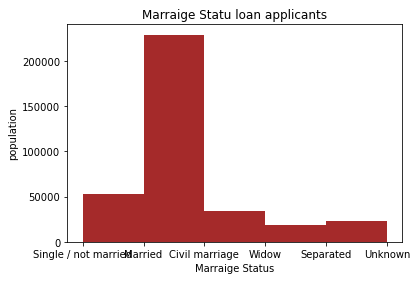 Marraige Statu loan applicants
population
200000
150000
100000
50000
0
Single / not married Married Civil marriage Widow Separated Unknown
Marraige Status